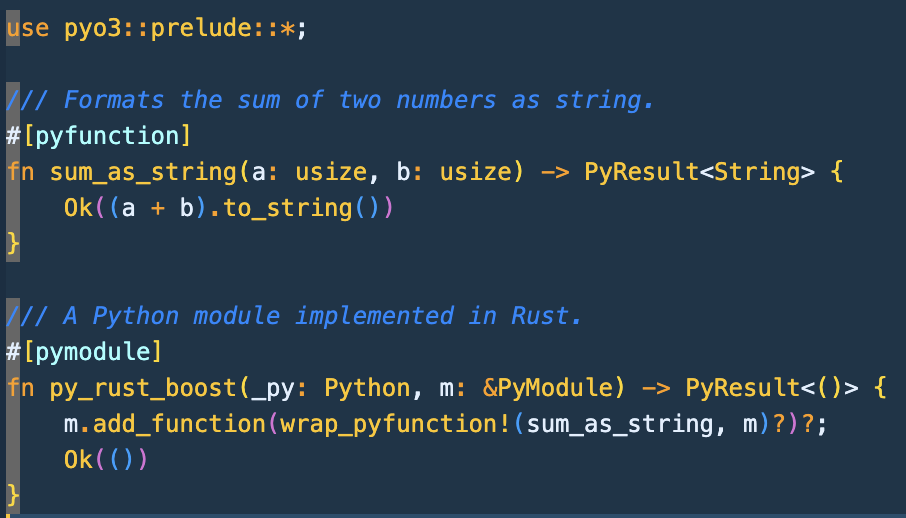 use pyo3::prelude::*;
/// Formats the sum of two numbers as string.
#[pyfunction]
fn sum_as_string(a: usize, b: usize) -> PyResult<String> {
    Ok((a + b).to_string())
}
/// A Python module implemented in Rust.
#[pymodule]
fn py_rust_boost(_py: Python, m: &PyModule) -> PyResult<()> {
    m.add_function(wrap_pyfunction!(sum_as_string, m)?)?;
    Ok(())
}